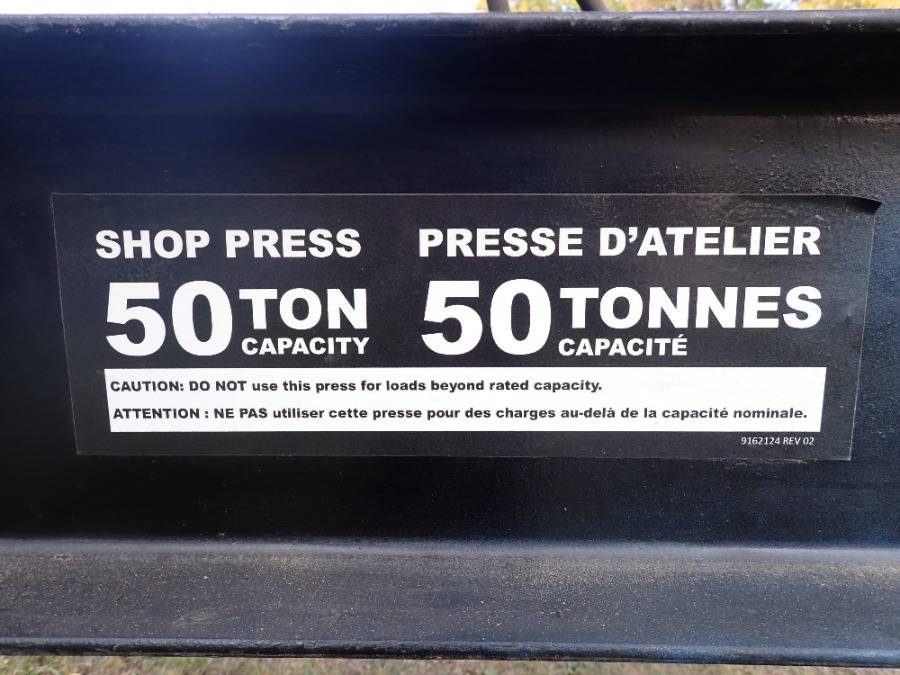 SHOP PRESS
50 TON
CAPACITY
PRESSE D'ATELIER
50 TONNES
CAPACITÉ
CAUTION: DO NOT use this press for loads beyond rated capacity.
ATTENTION : NE PAS utiliser cette presse pour des charges au-delà de la capacité nominale.
9162124 REV 02